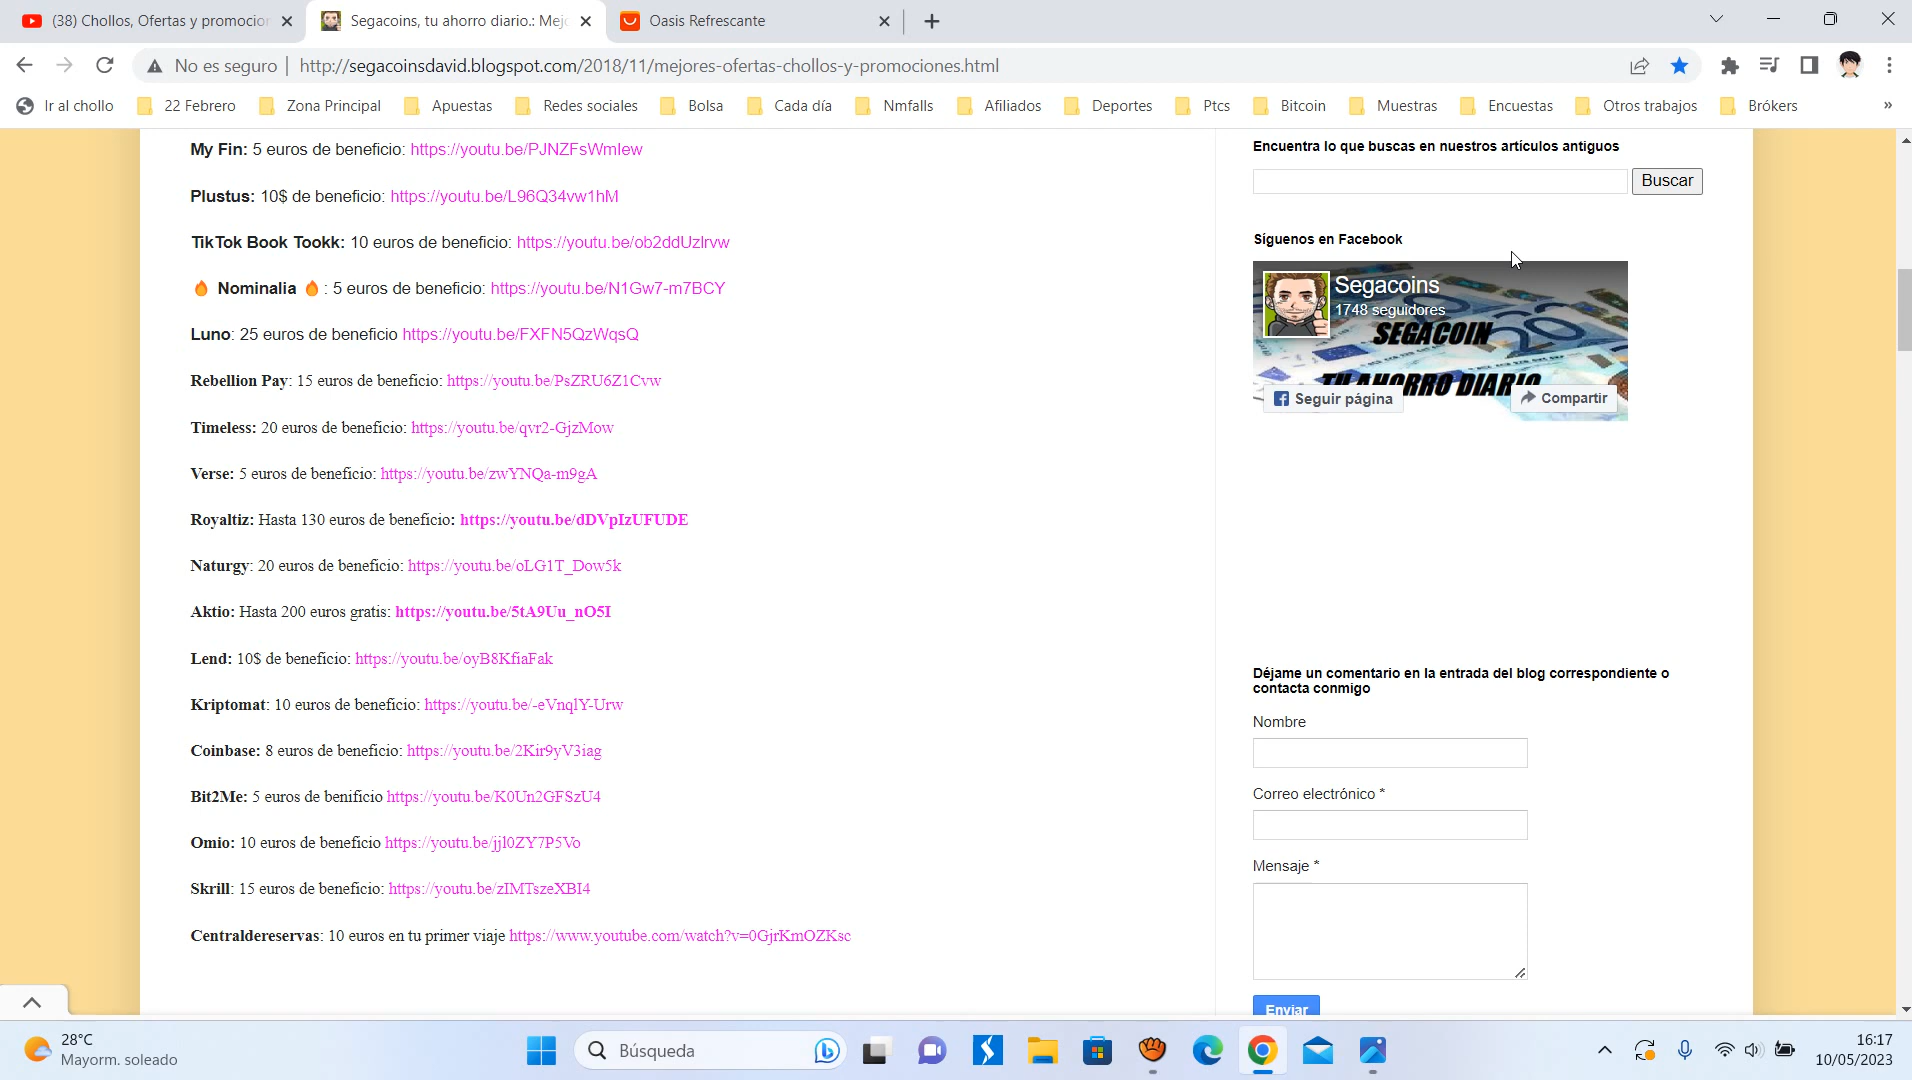 (38) Chollos, Ofertas y promocion
Segacoins, tu ahorro diario.: Mejo
Oasis Refrescante
No es seguro
http://segacoinsdavid.blogspot.com/2018/11/mejores-ofertas-chollos-y-promociones.html
Ir al chollo
22 Febrero
Zona Principal
Apuestas
Redes sociales
Bolsa
Cada día
Nmfalls
Afiliados
Deportes
Ptcs
Bitcoin
Muestras
Encuestas
Otros trabajos
Brókers
»
My Fin: 5 euros de beneficio: https://youtu.be/PJNZFsWmlew
Plustus: 10$ de beneficio: https://youtu.be/L96Q34vw1hM
TikTok Book Tookk: 10 euros de beneficio: https://youtu.be/ob2ddUzlrvw
🔥 Nominalia 🔥: 5 euros de beneficio: https://youtu.be/N1Gw7-m7BCY
Luno: 25 euros de beneficio https://youtu.be/FXFN5QzWqsQ
Rebellion Pay: 15 euros de beneficio: https://youtu.be/PsZRU6Z1Cvw
Timeless: 20 euros de beneficio: https://youtu.be/qvr2-GjzMow
Verse: 5 euros de beneficio: https://youtu.be/zwYNQa-m9gA
Royaltiz: Hasta 130 euros de beneficio: https://youtu.be/dDVpIzUFUDE
Naturgy: 20 euros de beneficio: https://youtu.be/oLG1T_Dow5k
Aktio: Hasta 200 euros gratis: https://youtu.be/5tA9Uu_nO5I
Lend: 10$ de beneficio: https://youtu.be/oyB8KfiaFak
Kriptomat: 10 euros de beneficio: https://youtu.be/-eVnqlY-Urw
Coinbase: 8 euros de beneficio: https://youtu.be/2Kir9yV3iag
Bit2Me: 5 euros de benificio https://youtu.be/K0Un2GFSzU4
Omio: 10 euros de beneficio https://youtu.be/jjl0ZY7P5Vo
Skrill: 15 euros de beneficio: https://youtu.be/zIMTszeXBI4
Centraldereservas: 10 euros en tu primer viaje https://www.youtube.com/watch?v=0GjrKmOZKsc
Encuentra lo que buscas en nuestros artículos antiguos
Buscar
Síguenos en Facebook
Segacoins
1748 seguidores
SEGACOIN
TU AHORRO DIARIO
Seguir página
Compartir
Déjame un comentario en la entrada del blog correspondiente o
contacta conmigo
Nombre
Correo electrónico *
Mensaje *
Enviar
28°C
Mayorm. soleado
Búsqueda
16:17
10/05/2023